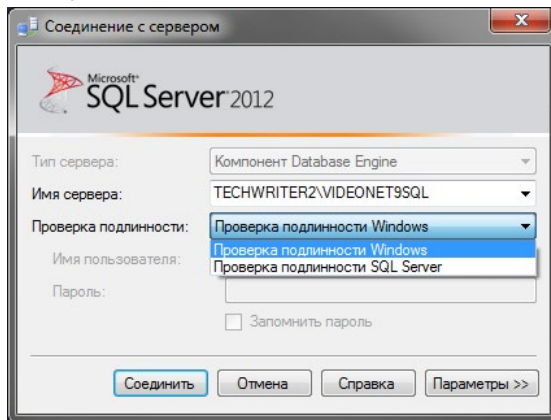 Соединение с сервером
Microsoft®
SQL Server® 2012
Тип сервера: Компонент Database Engine
Имя сервера: TECHWRITER2\VIDEONET9SQL
Проверка подлинности: Проверка подлинности Windows
Проверка подлинности Windows
Имя пользователя:
Проверка подлинности SQL Server
Пароль:
Запомнить пароль
Соединить Отмена Справка Параметры >>